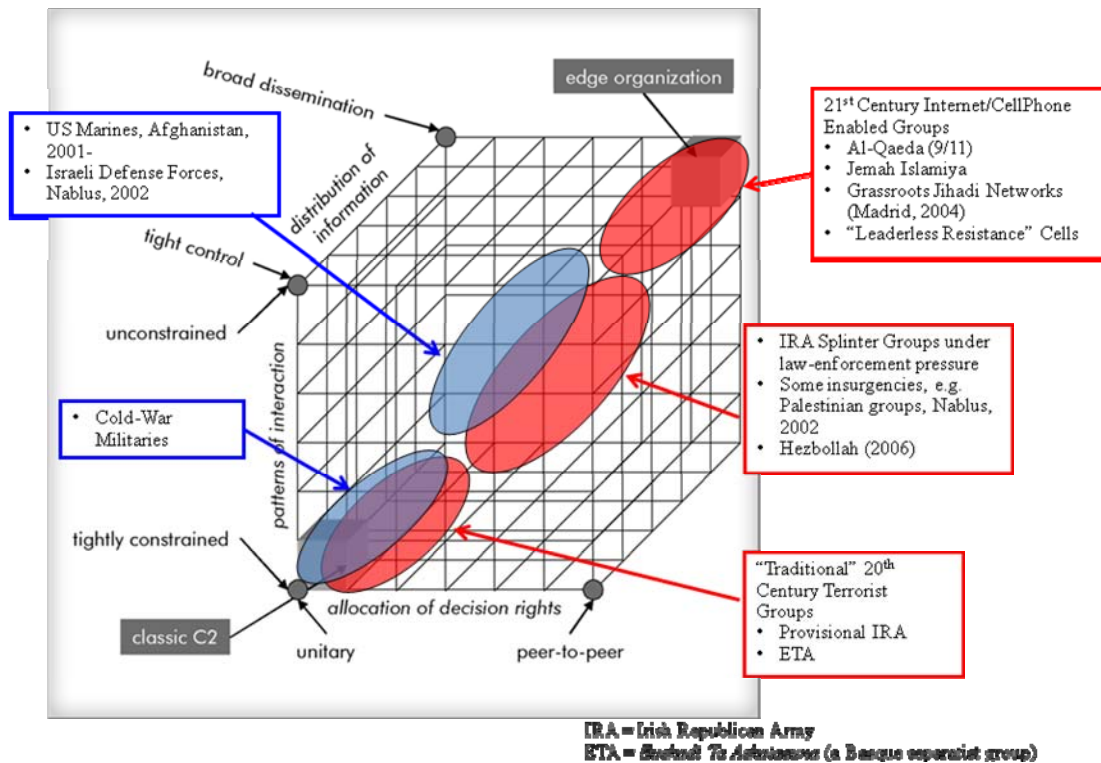 broad dissemination
edge organization
21st Century Internet/CellPhone
Enabled Groups
• Al-Qaeda (9/11)
• Jemah Islamiya
• Grassroots Jihadi Networks
(Madrid, 2004)
• “Leaderless Resistance” Cells
• US Marines, Afghanistan,
2001-
• Israeli Defense Forces,
Nablus, 2002
distribution of
information
tight control
unconstrained
• IRA Splinter Groups under
law-enforcement pressure
• Some insurgencies, e.g.
Palestinian groups, Nablus,
2002
• Hezbollah (2006)
• Cold-War
Militaries
patterns of interaction
tightly constrained
“Traditional” 20th
Century Terrorist
Groups
• Provisional IRA
• ETA
allocation of decision rights
classic C2
unitary
peer-to-peer
IRA = Irish Republican Army
ETA = Ta (a Basque separatist group)